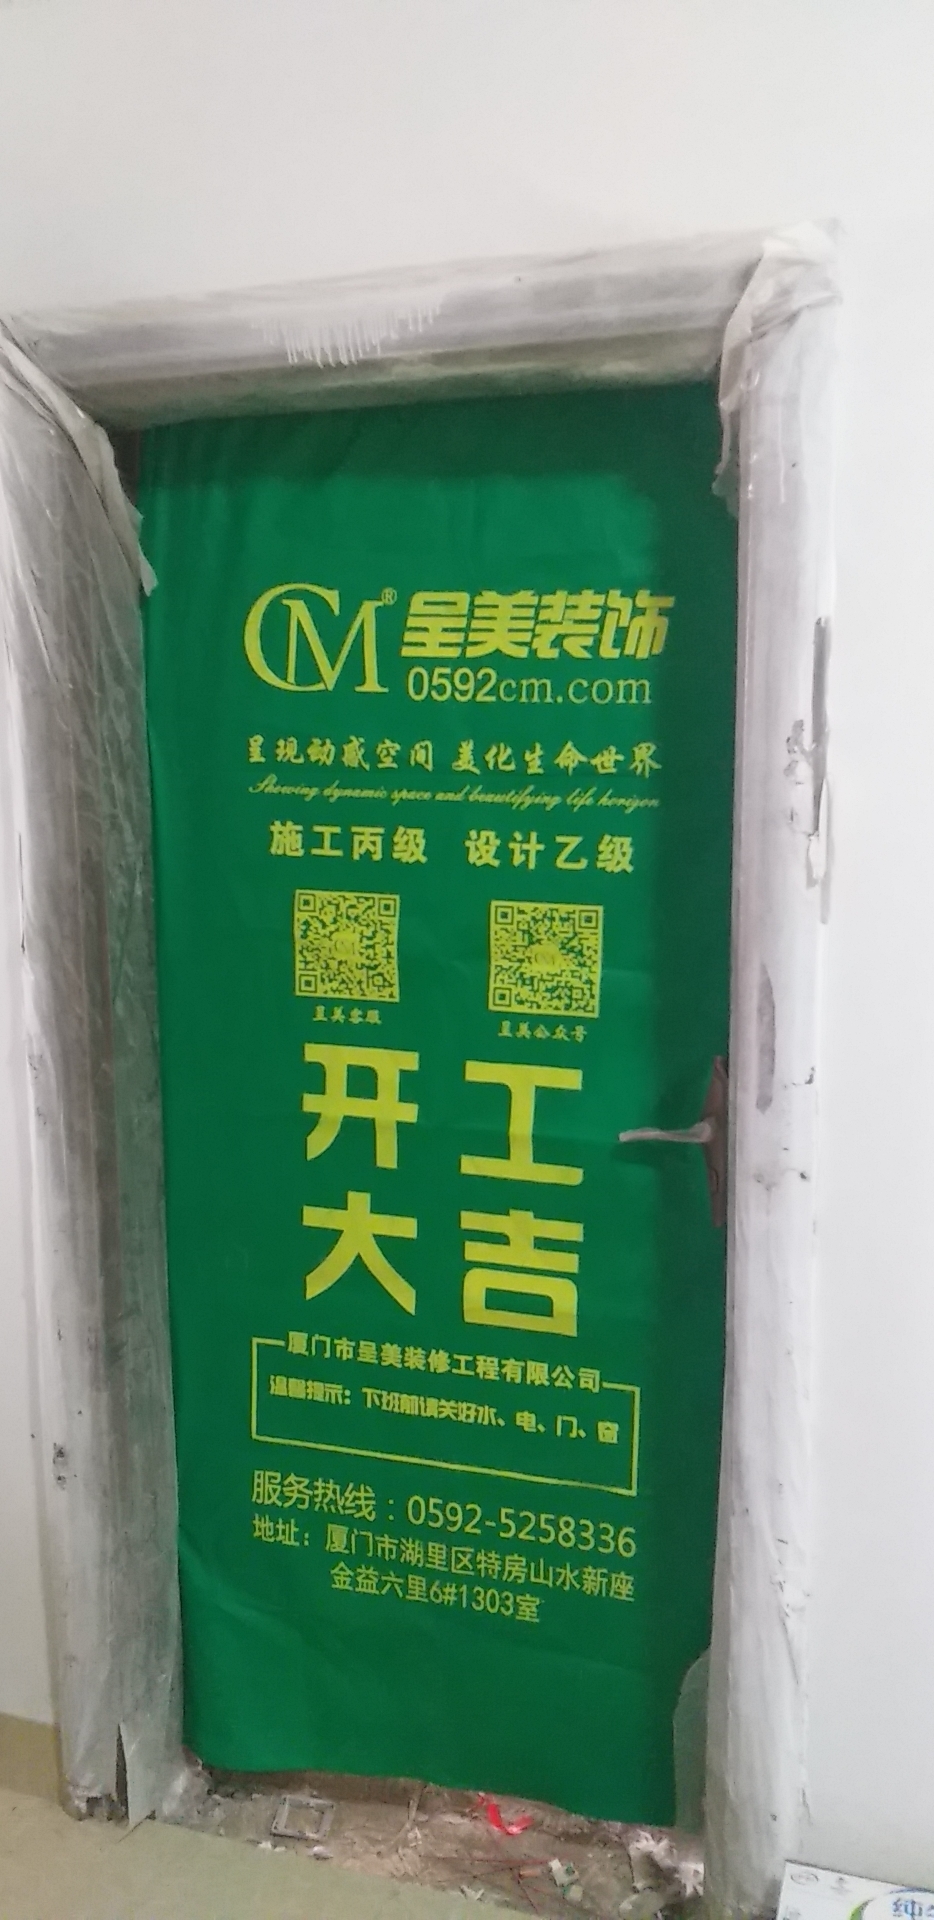 CM® 呈美装饰
0592cm.com
呈现动感空间 美化生命世界
Showing dynamic space and beautifying life horizon
施工丙级 设计乙级
呈美客服 呈美公众号
开工
大吉
厦门市呈美装修工程有限公司
温馨提示：下班前请关好水、电、门、窗
服务热线：0592-5258336
地址：厦门市湖里区特房山水新座
金益六里6#1303室
纯